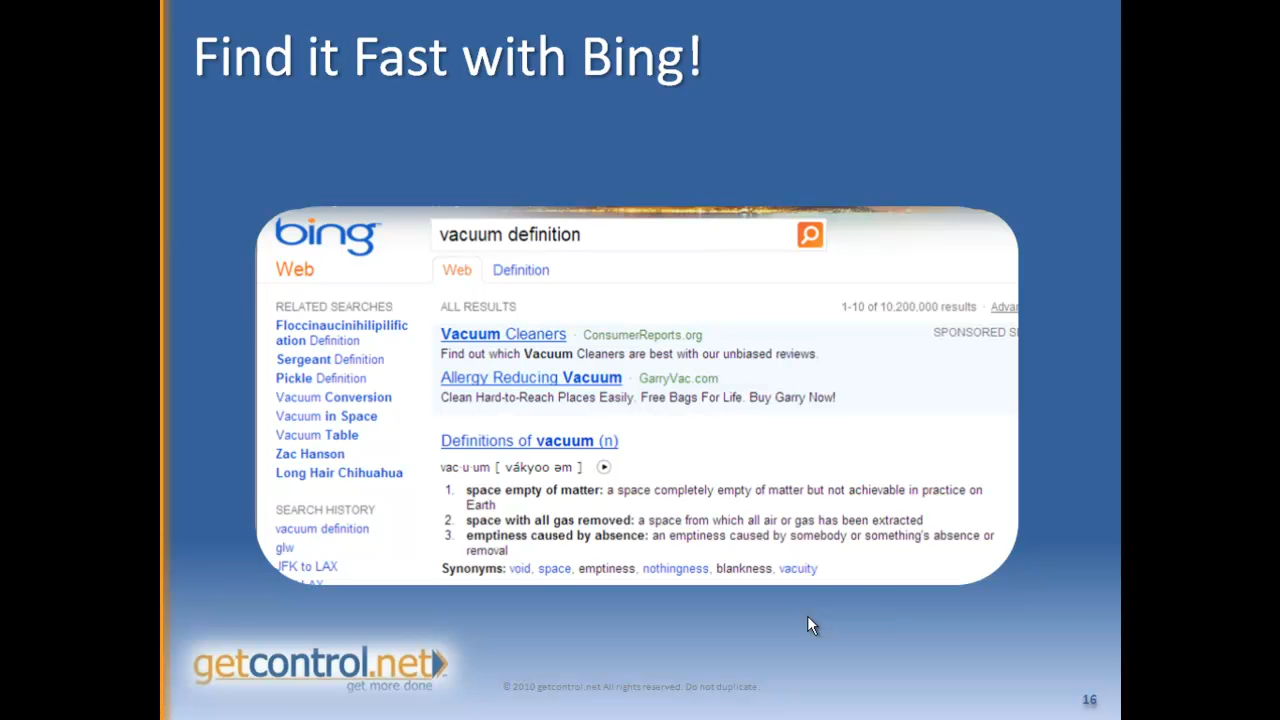 Find it Fast with Bing!
bing
vacuum definition
Web
Web Definition
RELATED SEARCHES
Floccinaucinihilipilific
ation Definition
Sergeant Definition
Pickle Definition
Vacuum Conversion
Vacuum in Space
Vacuum Table
Zac Hanson
Long Hair Chihuahua
SEARCH HISTORY
vacuum definition
glw
JFK to LAX
ALL RESULTS
1-10 of 10,200,000 results ·
Vacuum Cleaners · ConsumerReports.org
SPONSORED
Find out which Vacuum Cleaners are best with our unbiased reviews.
Allergy Reducing Vacuum · GarryVac.com
Clean Hard-to-Reach Places Easily. Free Bags For Life. Buy Garry Now!
Definitions of vacuum (n)
vac·u·um [ vákyoo əm ]
1. space empty of matter: a space completely empty of matter but not achievable in practice on
Earth
2. space with all gas removed: a space from which all air or gas has been extracted
3. emptiness caused by absence: an emptiness caused by somebody or something's absence or
removal
Synonyms: void, space, emptiness, nothingness, blankness, vacuity
getcontrol.net
get more done
© 2010 getcontrol.net All rights reserved. Do not duplicate.
16